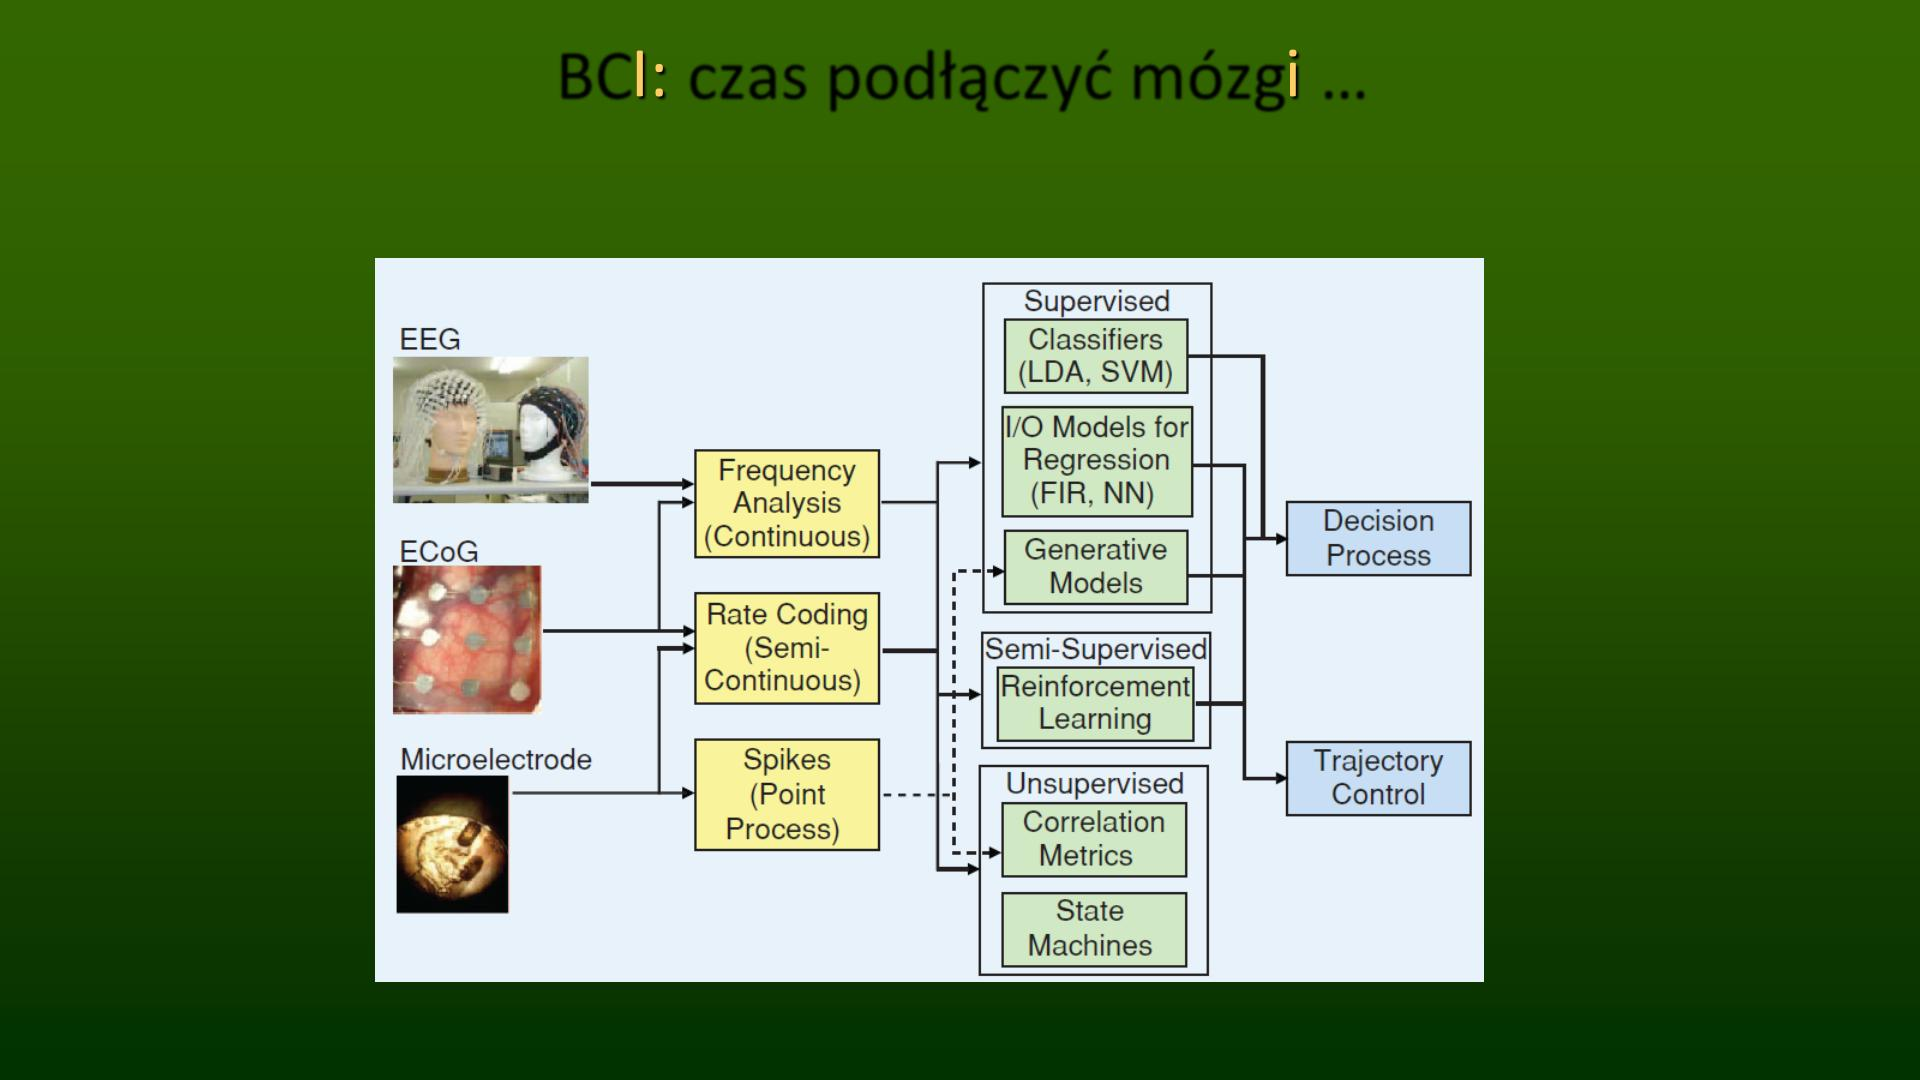 BCI: czas podłączyć mózgi ...
EEG
ECoG
Microelectrode
Frequency
Analysis
(Continuous)
Rate Coding
(Semi-
Continuous)
Spikes
(Point
Process)
Supervised
Classifiers
(LDA, SVM)
I/O Models for
Regression
(FIR, NN)
Generative
Models
Semi-Supervised
Reinforcement
Learning
Unsupervised
Correlation
Metrics
State
Machines
Decision
Process
Trajectory
Control